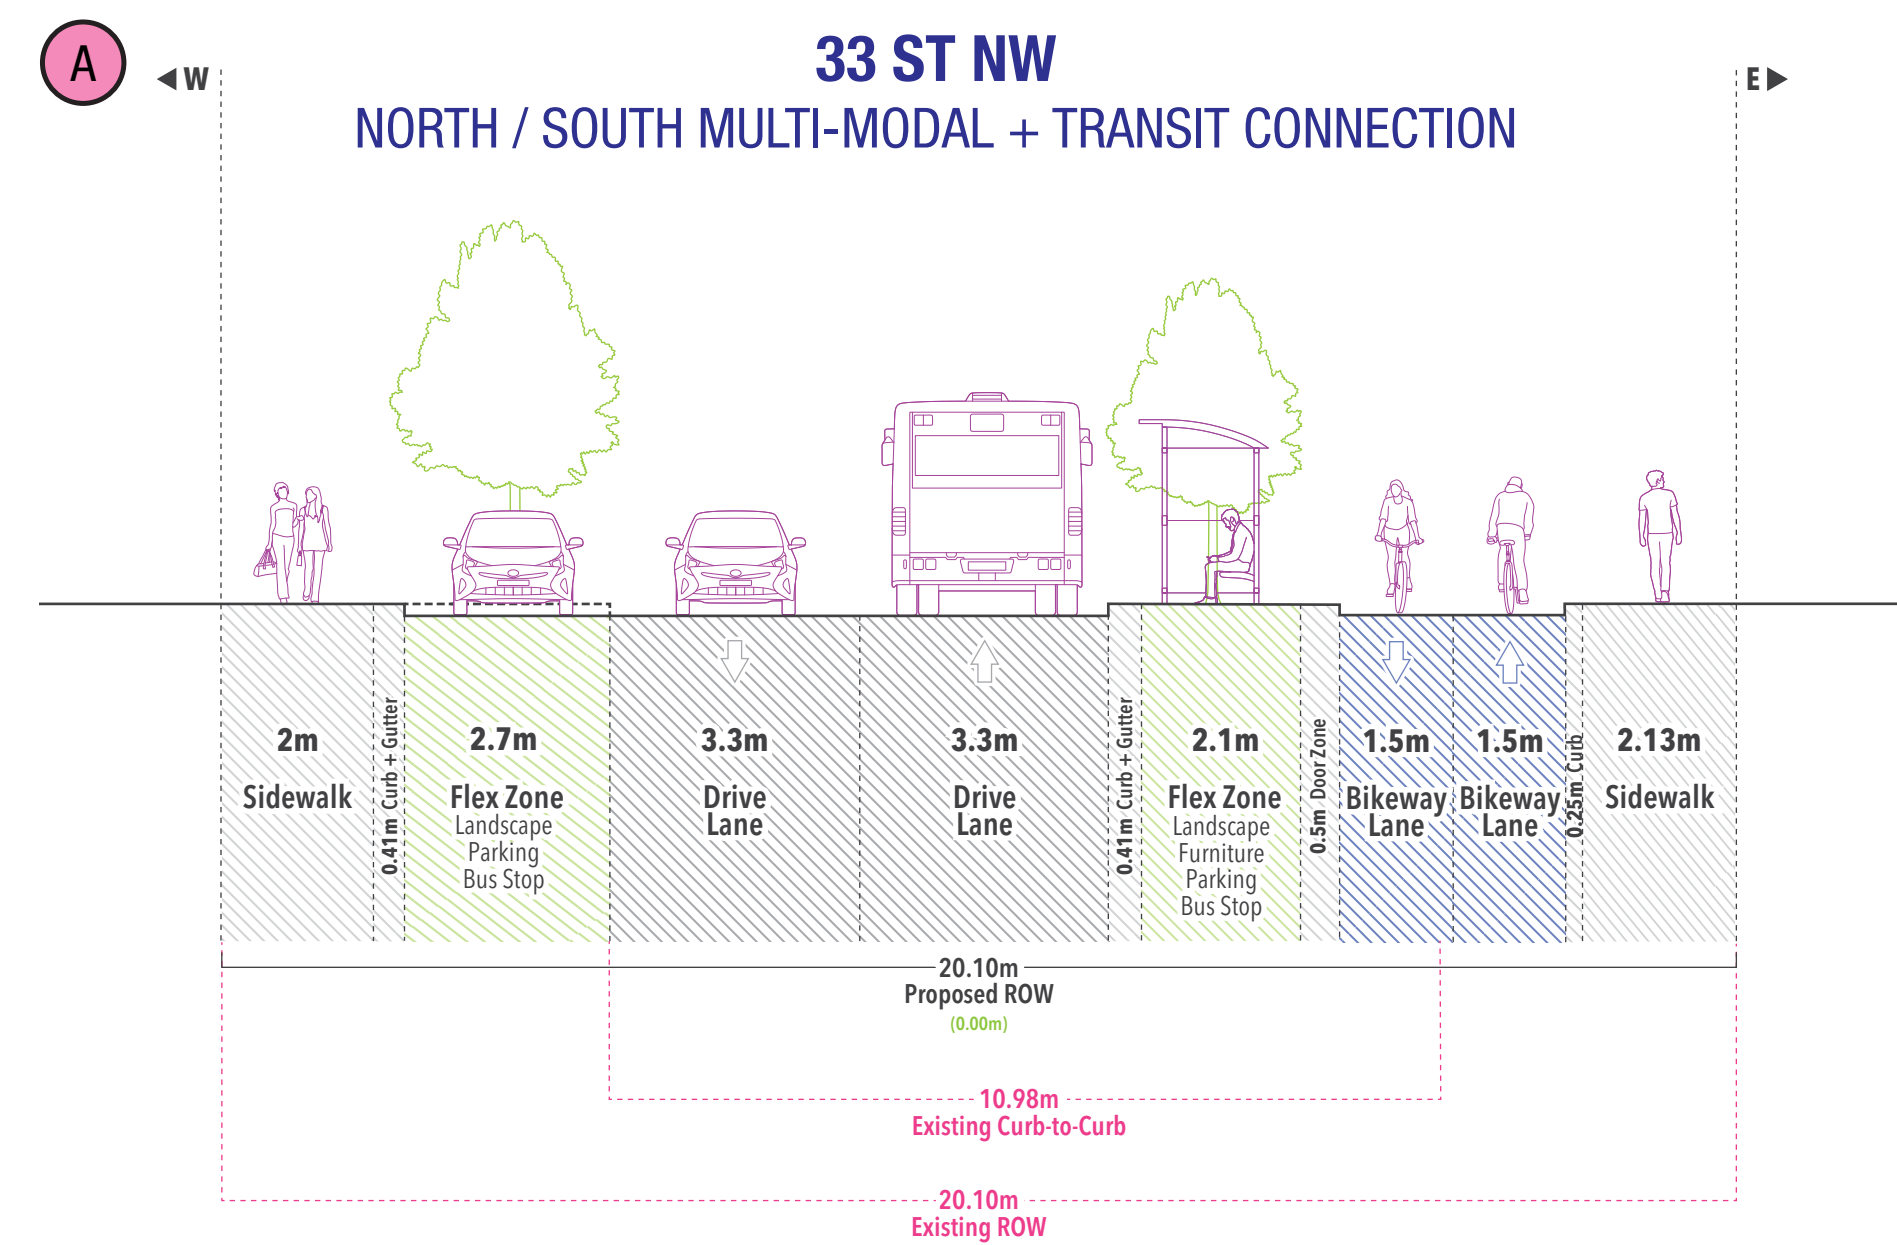 A
W
33 ST NW
E
NORTH / SOUTH MULTI-MODAL + TRANSIT CONNECTION
2m
Sidewalk
0.41m Curb + Gutter
2.7m
Flex Zone
Landscape
Parking
Bus Stop
3.3m
Drive
Lane
3.3m
Drive
Lane
0.41m Curb + Gutter
2.1m
Flex Zone
Landscape
Furniture
Parking
Bus Stop
0.5m Door Zone
1.5m
Bikeway
Lane
1.5m
Bikeway
Lane
0.25m Curb
2.13m
Sidewalk
20.10m
Proposed ROW
(0.00m)
10.98m
Existing Curb-to-Curb
20.10m
Existing ROW